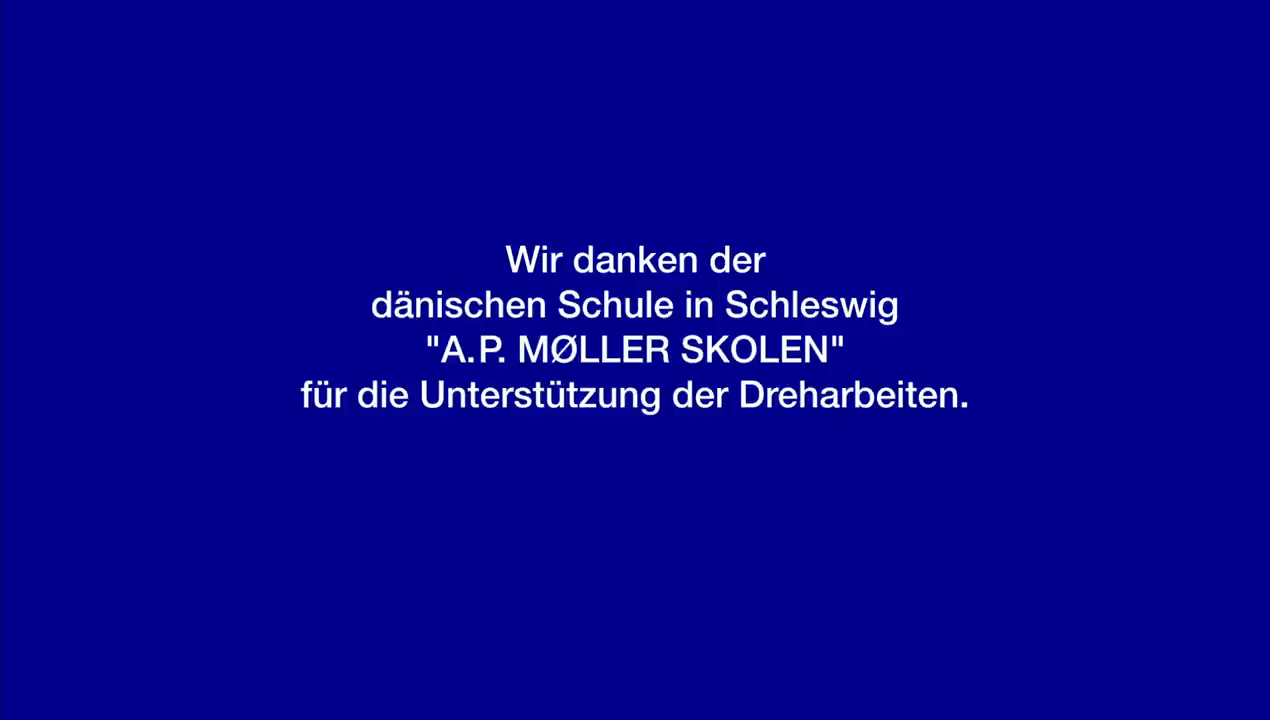 Wir danken der
dänischen Schule in Schleswig
"A.P. MØLLER SKOLEN"
für die Unterstützung der Dreharbeiten.